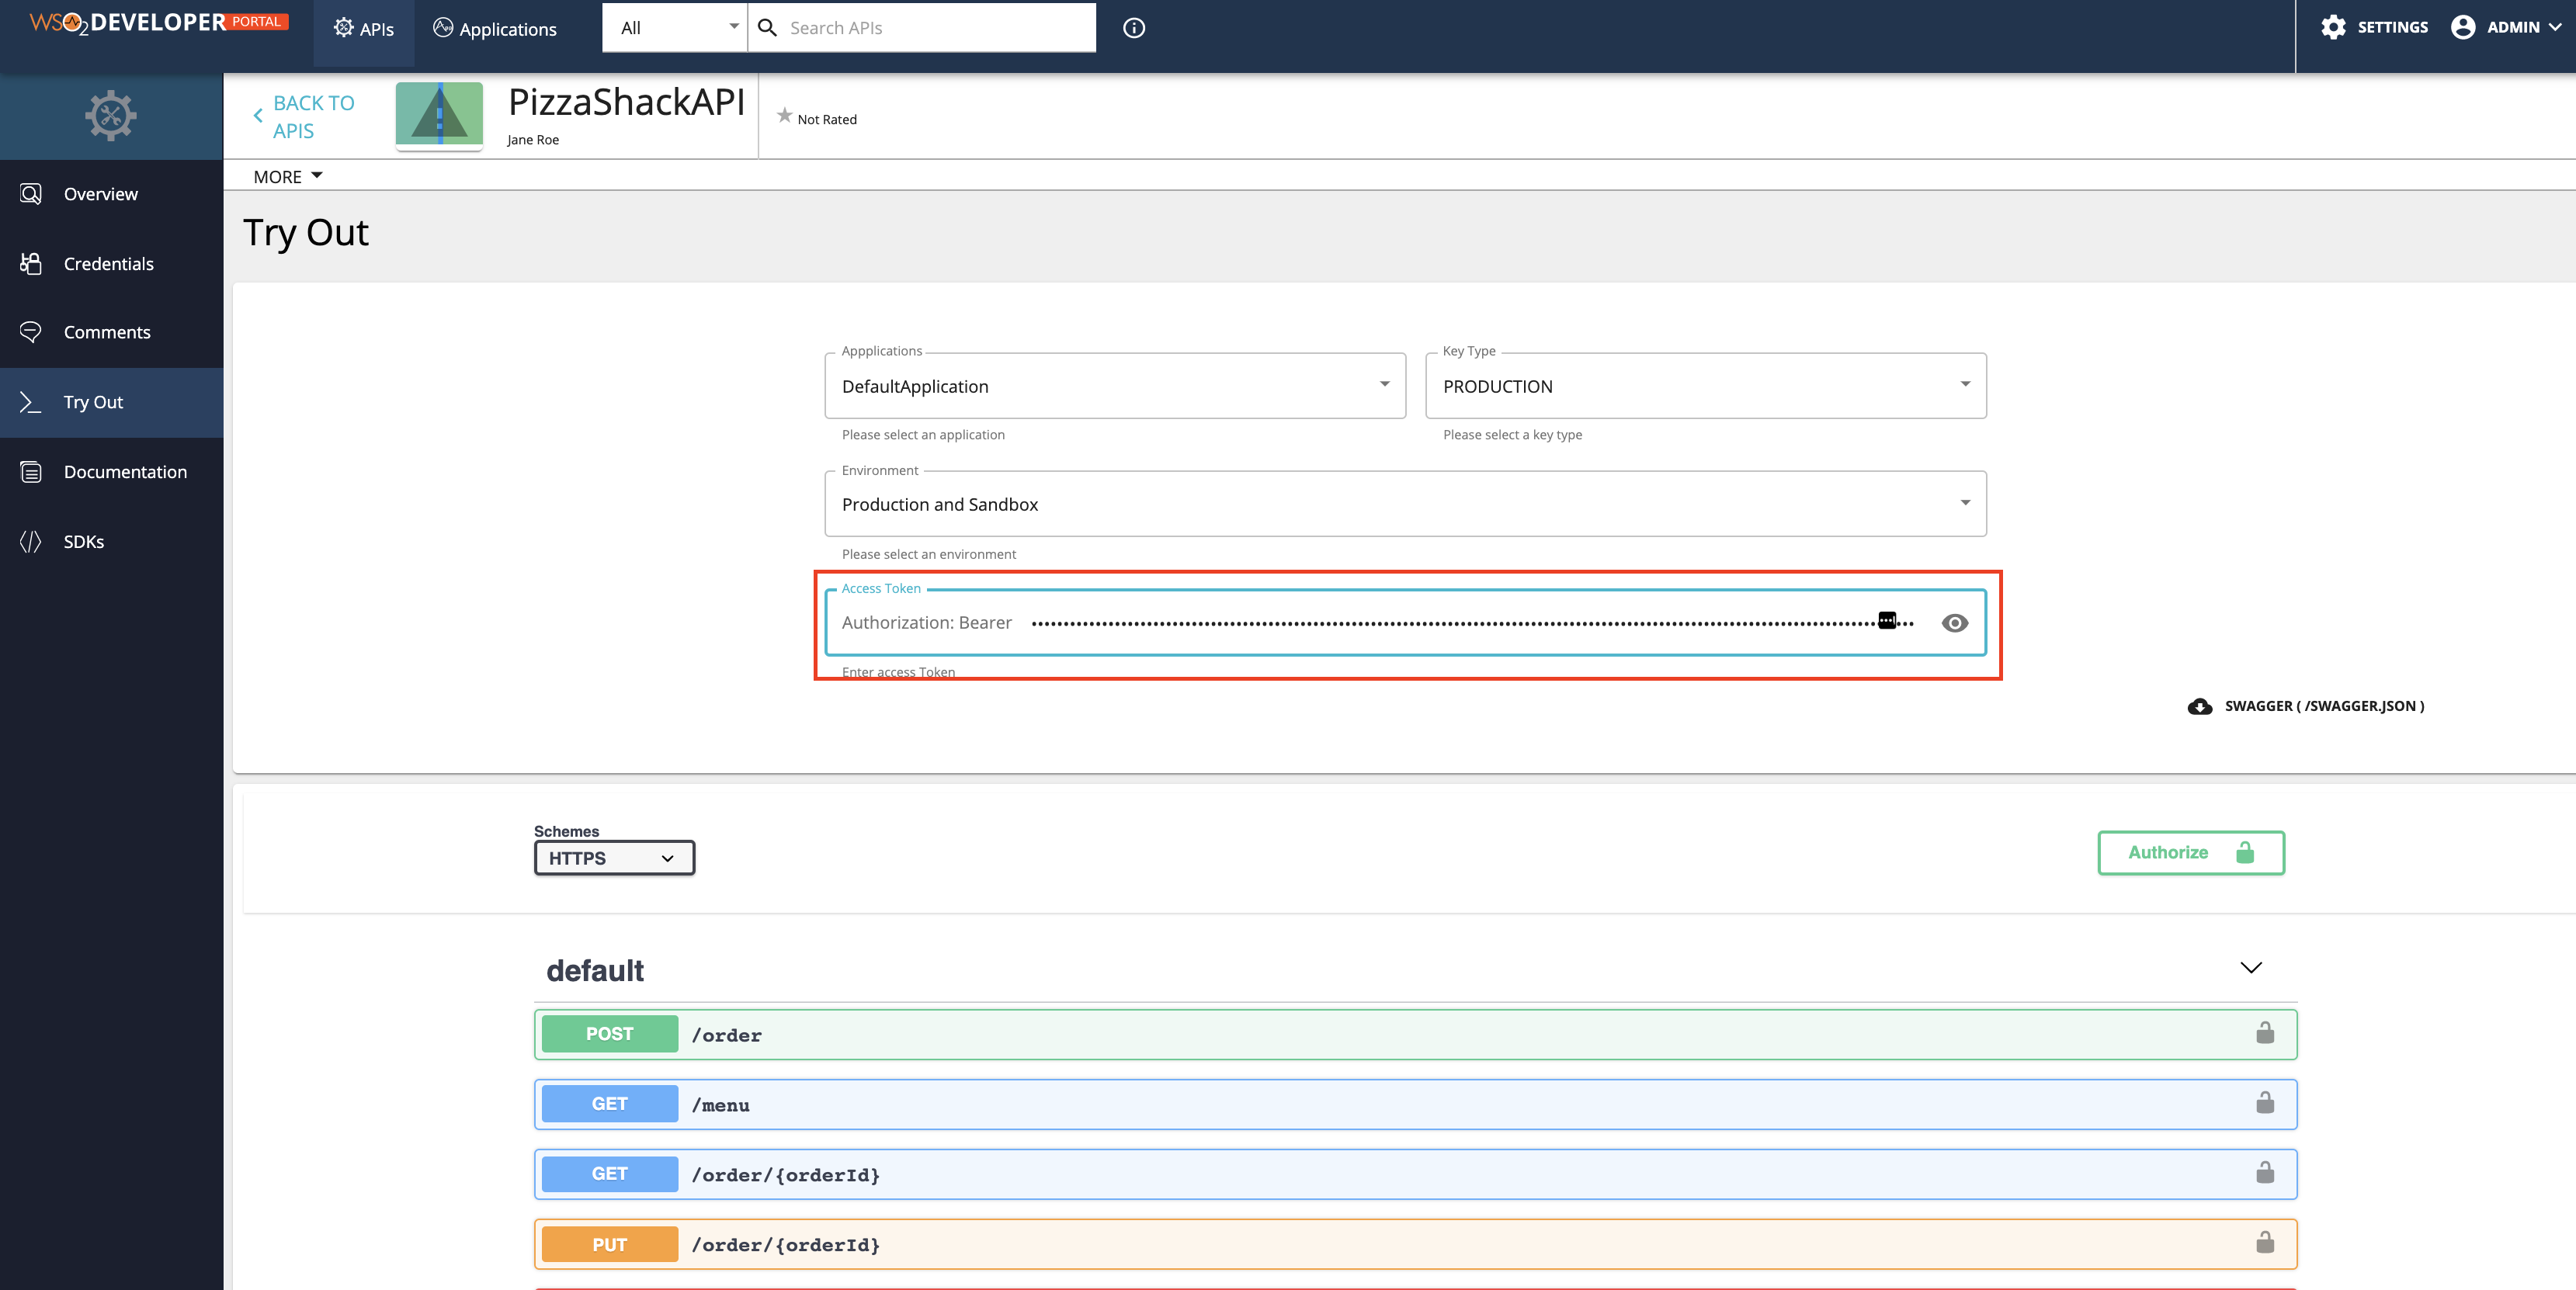 WSO2 DEVELOPER PORTAL
APIs
Applications
All
Search APIs
SETTINGS
ADMIN
BACK TO
APIS
PizzaShackAPI
Jane Roe
Not Rated
MORE
Overview
Credentials
Comments
Try Out
Documentation
SDKs
Try Out
Appplications
DefaultApplication
Please select an application
Key Type
PRODUCTION
Please select a key type
Environment
Production and Sandbox
Please select an environment
Access Token
Authorization: Bearer
Enter access Token
SWAGGER ( /SWAGGER.JSON )
Schemes
HTTPS
Authorize
default
POST /order
GET /menu
GET /order/{orderId}
PUT /order/{orderId}